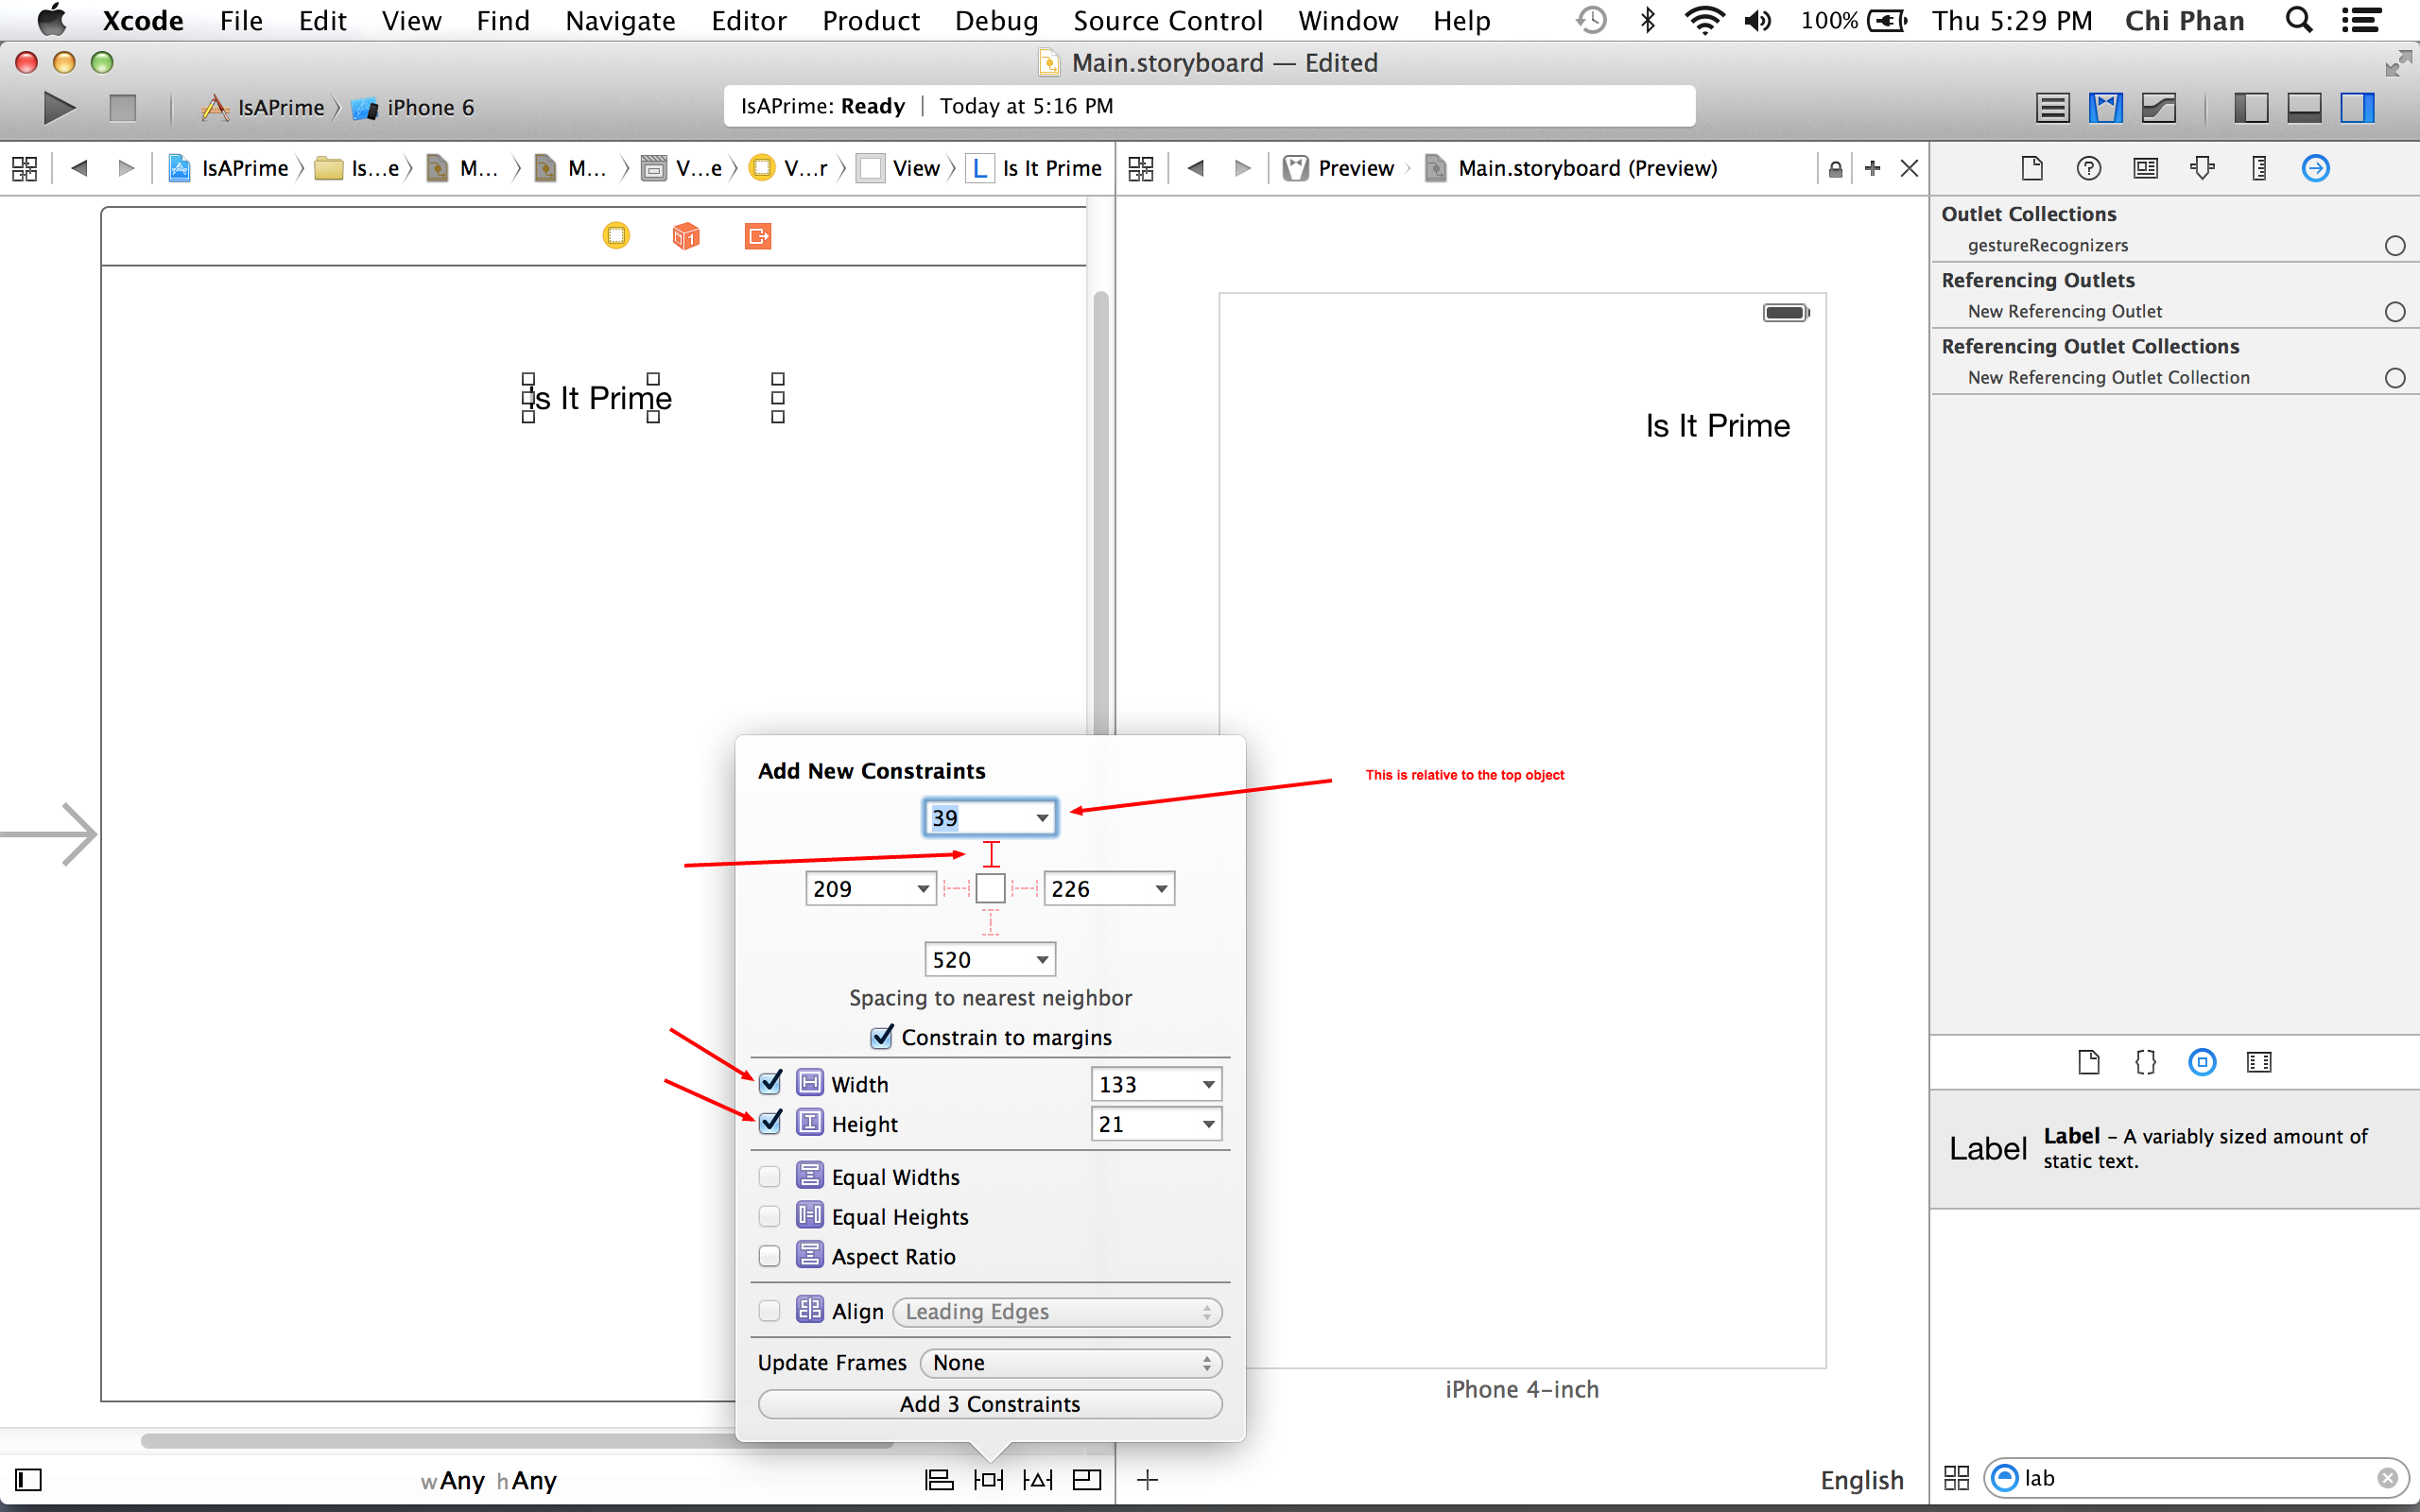 Xcode File Edit View Find Navigate Editor Product Debug Source Control Window Help 100% Thu 5:29 PM Chi Phan
Main.storyboard — Edited
IsAPrime iPhone 6
IsAPrime: Ready | Today at 5:16 PM
IsAPrime Is...e M... M... V...e V...r View L Is It Prime
Preview Main.storyboard (Preview)
Outlet Collections
gestureRecognizers
Referencing Outlets
New Referencing Outlet
Referencing Outlet Collections
New Referencing Outlet Collection
Is It Prime
Is It Prime
Add New Constraints
This is relative to the top object
39
209 226
520
Spacing to nearest neighbor
Constrain to margins
Width 133
Height 21
Equal Widths
Equal Heights
Aspect Ratio
Align Leading Edges
Update Frames None
Add 3 Constraints
iPhone 4-inch
Label Label – A variably sized amount of
static text.
wAny hAny
English
lab